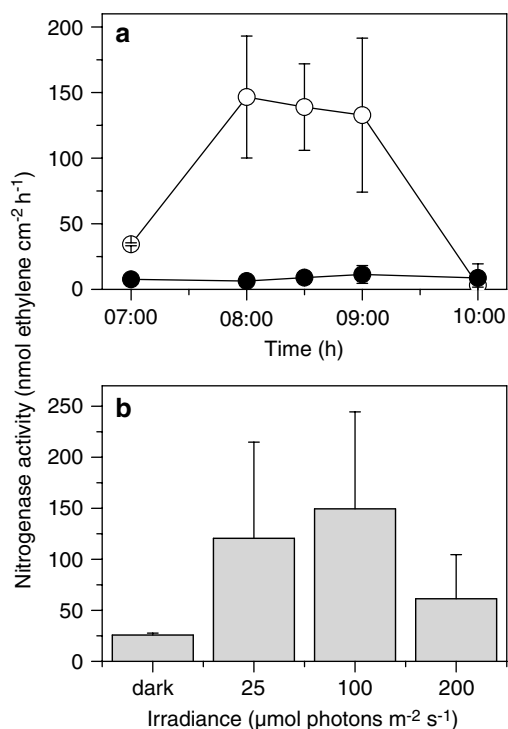 a
200
150
100
50
0
07:00 08:00 09:00 10:00
Time (h)
Nitrogenase activity (nmol ethylene cm-2 h-1)
b
250
200
150
100
50
0
dark 25 100 200
Irradiance (µmol photons m-2 s-1)